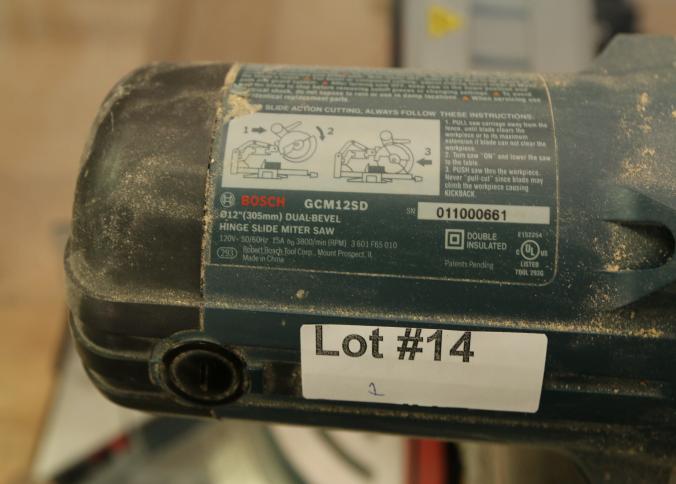 SLIDE ACTION CUTTING, ALWAYS FOLLOW THESE INSTRUCTIONS:
1. PULL saw carriage away from the
fence, until blade clears the
workpiece or to its maximum
extension if blade can not clear the
workpiece.
2. Turn saw "ON" and lower the saw
to the table.
3. PUSH saw thru the workpiece.
Never "pull-cut" since blade may
climb the workpiece causing
KICKBACK.
1
2
3
BOSCH GCM12SD
Ø12"(305mm) DUAL-BEVEL
HINGE SLIDE MITER SAW
120V~ 50/60Hz 15A n₀ 3800/min (RPM) 3 601 F65 010
293
Robert Bosch Tool Corp., Mount Prospect, IL
Made in China
SN 011000661
DOUBLE
INSULATED
Patents Pending
E152254
C UL US
LISTED
TOOL 293G
Lot #14